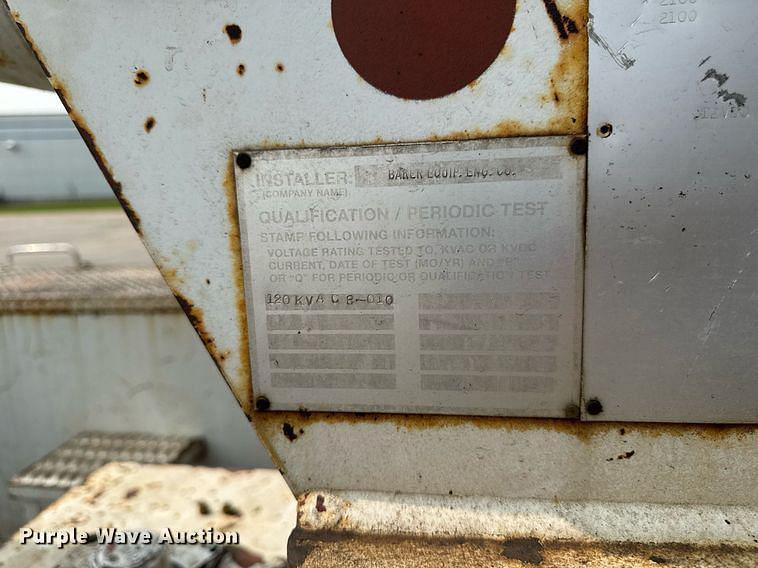 2100
2100
INSTALLER:
BAKER EQUIP. ENG. CO.
(COMPANY NAME)
QUALIFICATION / PERIODIC TEST
STAMP FOLLOWING INFORMATION:
VOLTAGE RATING TESTED TO, KVAC OR KVDC
CURRENT, DATE OF TEST (MO/YR) AND "P"
OR "Q" FOR PERIODIC OR QUALIFICATION TEST
120 KVA C 8-01Q
Purple Wave Auction